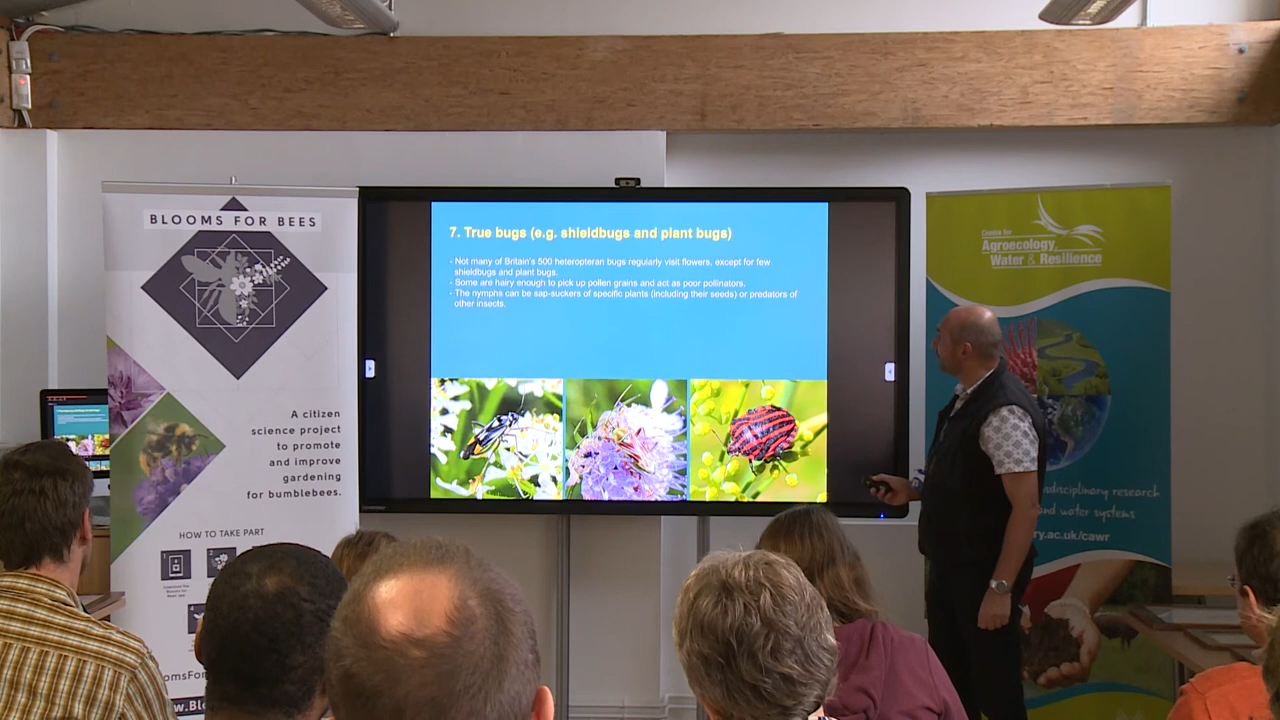 BLOOMS FOR BEES
A citizen
science project
to promote
and improve
gardening
for bumblebees.
HOW TO TAKE PART
7. True bugs (e.g. shieldbugs and plant bugs)
- Not many of Britain's 500 heteropteran bugs regularly visit flowers, except for few
shieldbugs and plant bugs.
- Some are hairy enough to pick up pollen grains and act as poor pollinators.
- The nymphs can be sap-suckers of specific plants (including their seeds) or predators of
other insects.
Centre for
Agroecology,
Water & Resilience
disciplinary research
and water systems
ry.ac.uk/cawr